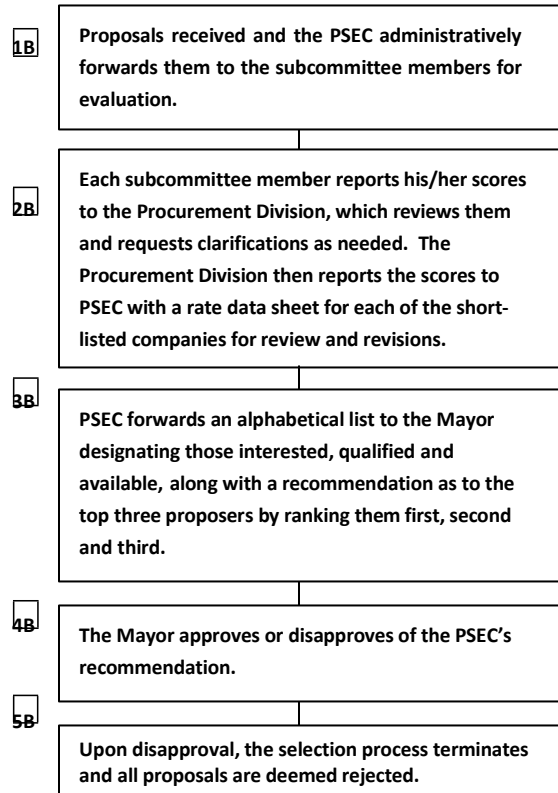 1B
Proposals received and the PSEC administratively
forwards them to the subcommittee members for
evaluation.
2B
Each subcommittee member reports his/her scores
to the Procurement Division, which reviews them
and requests clarifications as needed. The
Procurement Division then reports the scores to
PSEC with a rate data sheet for each of the short-
listed companies for review and revisions.
3B
PSEC forwards an alphabetical list to the Mayor
designating those interested, qualified and
available, along with a recommendation as to the
top three proposers by ranking them first, second
and third.
4B
The Mayor approves or disapproves of the PSEC's
recommendation.
5B
Upon disapproval, the selection process terminates
and all proposals are deemed rejected.